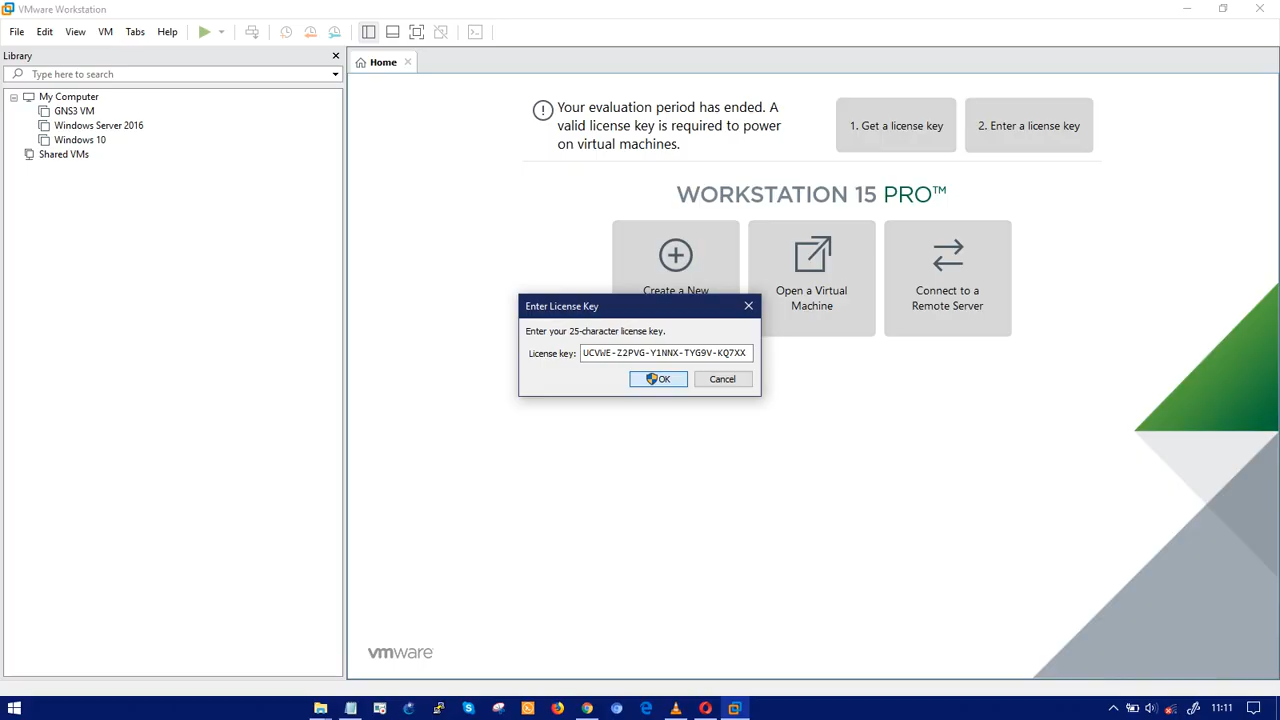 VMware Workstation
File Edit View VM Tabs Help
Library
Type here to search
My Computer
GNS3 VM
Windows Server 2016
Windows 10
Shared VMs
Home
Your evaluation period has ended. A
valid license key is required to power
on virtual machines.
1. Get a license key
2. Enter a license key
WORKSTATION 15 PRO™
Create a New
Open a Virtual
Machine
Connect to a
Remote Server
Enter License Key
Enter your 25-character license key.
License key: UCVWE-Z2PVG-Y1NNX-TYG9V-KQ7XX
OK
Cancel
vmware
11:11